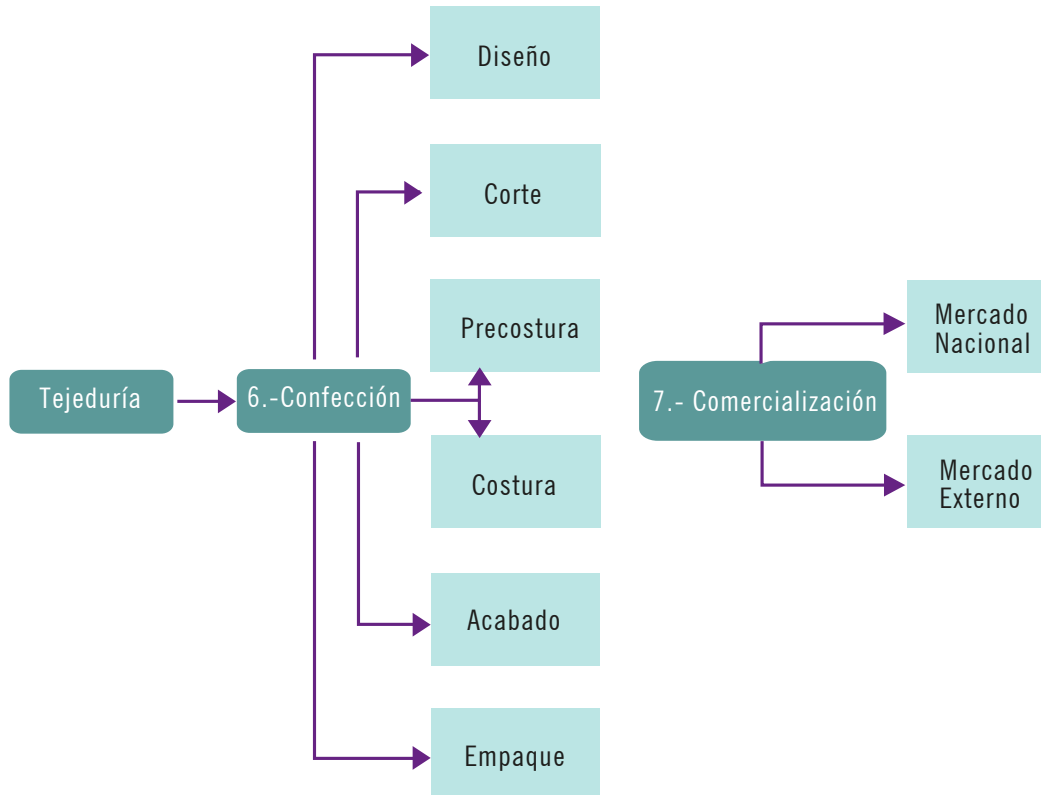 Diseño
Corte
Precostura
Mercado
Nacional
Tejeduría
6.-Confección
7.- Comercialización
Costura
Mercado
Externo
Acabado
Empaque